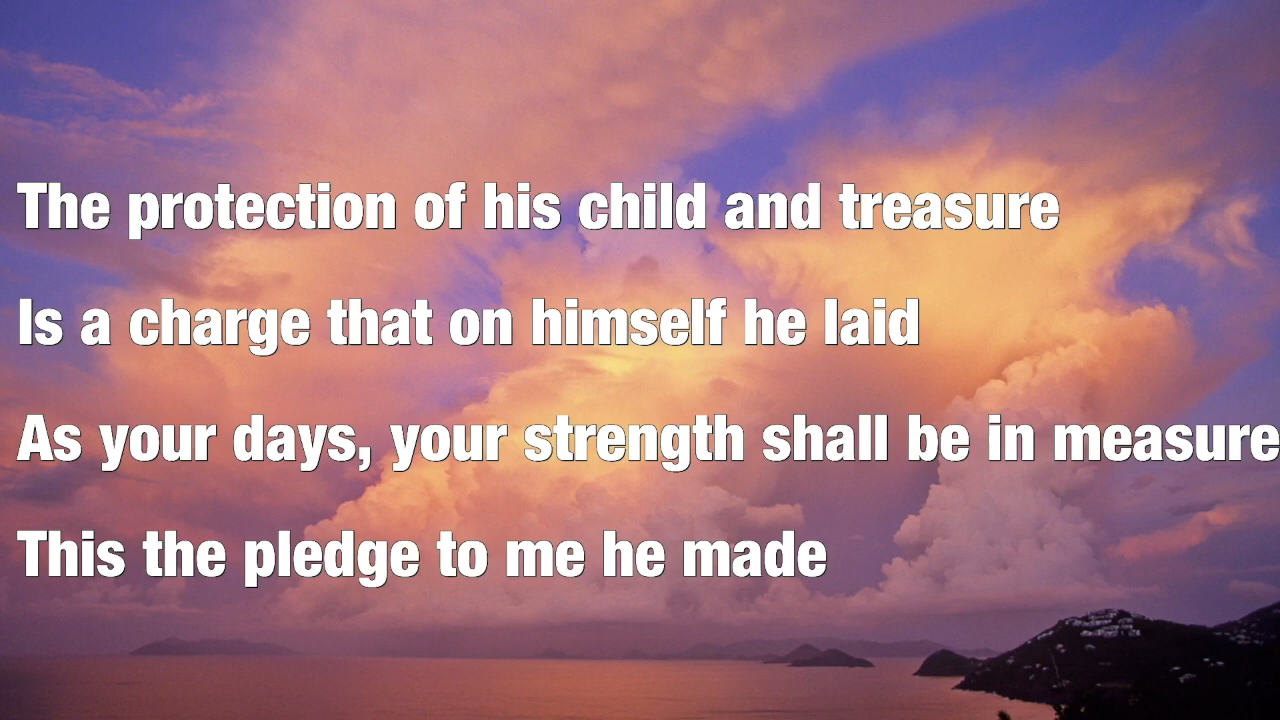 The protection of his child and treasure
Is a charge that on himself he laid
As your days, your strength shall be in measure
This the pledge to me he made